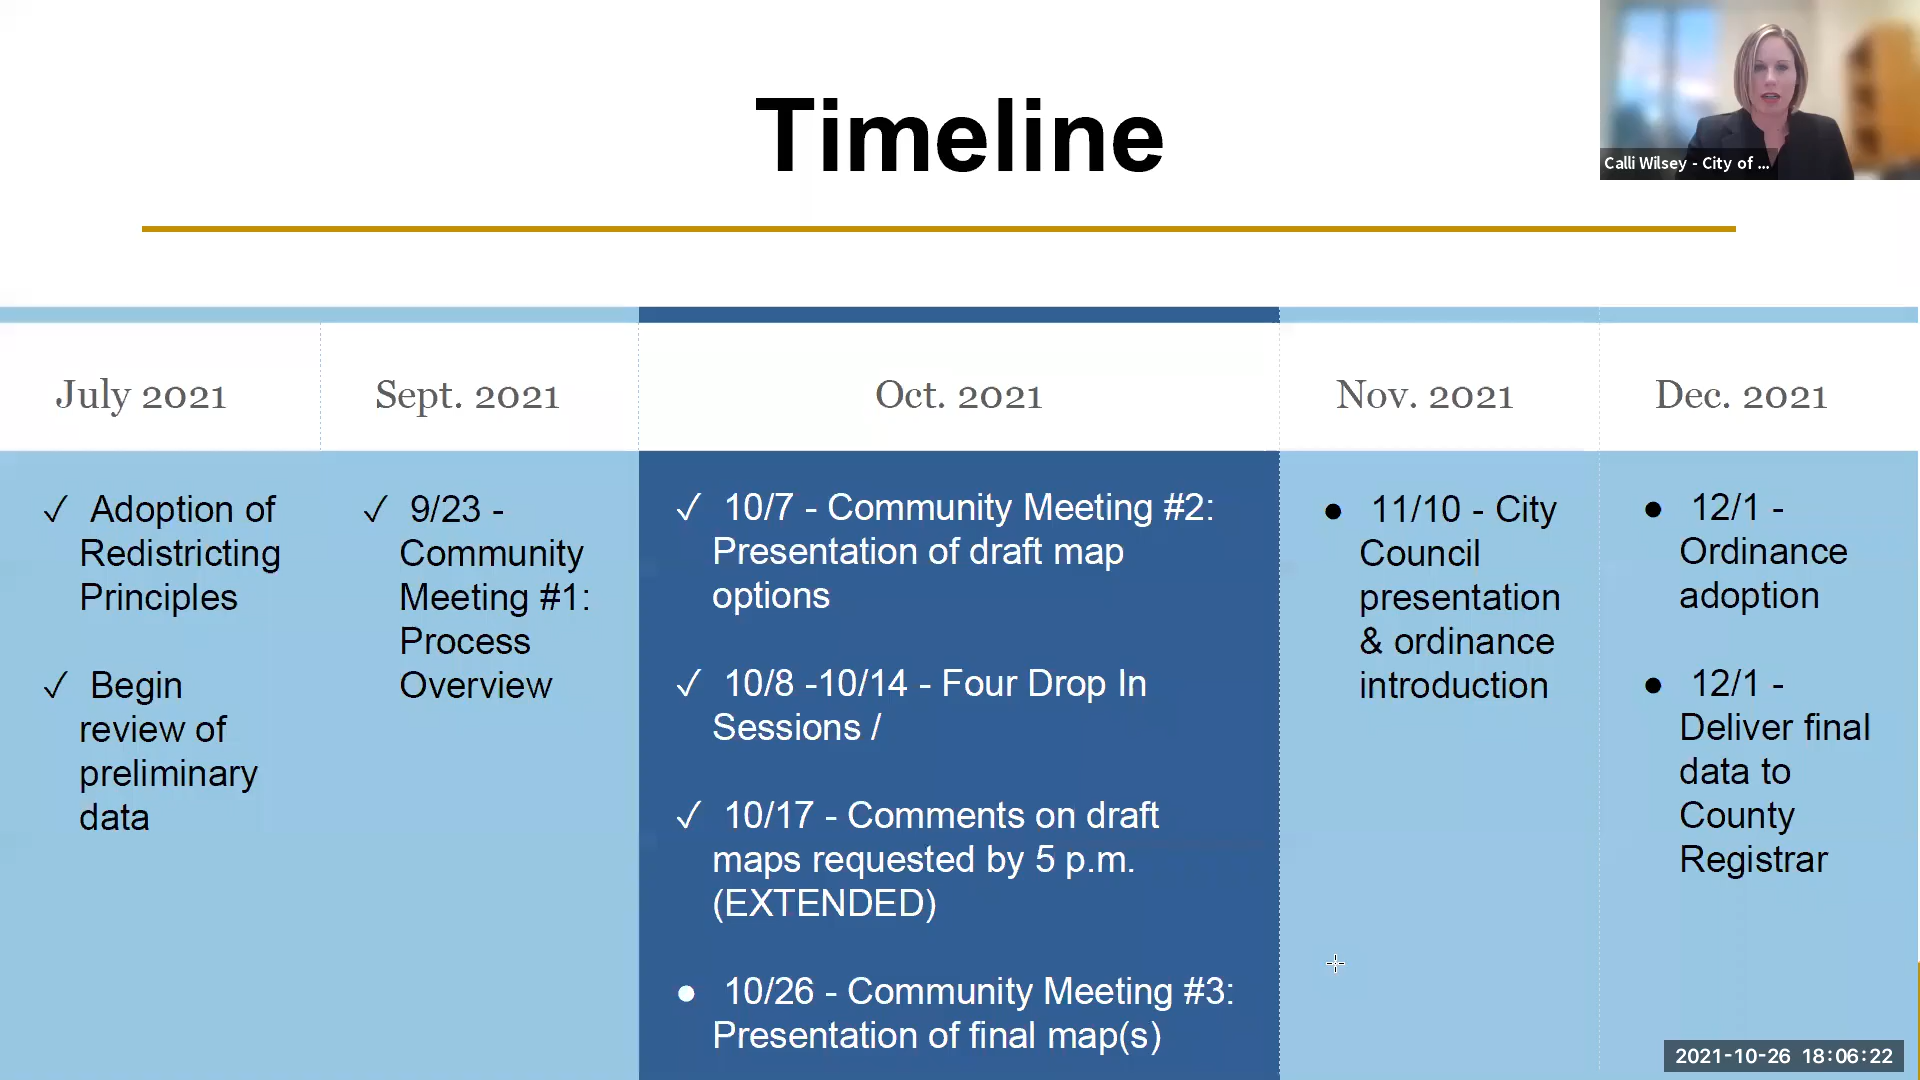 Timeline
Calli Wilsey - City of ...
July 2021
Sept. 2021
Oct. 2021
Nov. 2021
Dec. 2021
✓ Adoption of
Redistricting
Principles
✓ Begin
review of
preliminary
data
✓ 9/23 -
Community
Meeting #1:
Process
Overview
✓ 10/7 - Community Meeting #2:
Presentation of draft map
options
✓ 10/8 -10/14 - Four Drop In
Sessions /
✓ 10/17 - Comments on draft
maps requested by 5 p.m.
(EXTENDED)
● 10/26 - Community Meeting #3:
Presentation of final map(s)
● 11/10 - City
Council
presentation
& ordinance
introduction
● 12/1 -
Ordinance
adoption
● 12/1 -
Deliver final
data to
County
Registrar
2021-10-26 18:06:22